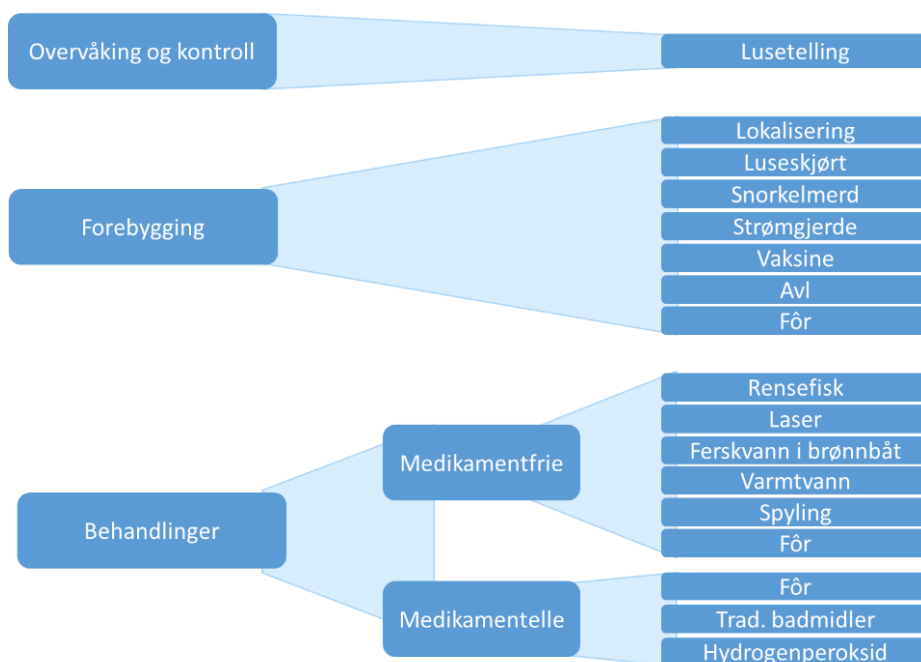 Overvåking og kontroll
Lusetelling
Forebygging
Lokalisering
Luseskjørt
Snorkelmerd
Strømgjerde
Vaksine
Avl
Fôr
Behandlinger
Medikamentfrie
Rensefisk
Laser
Ferskvann i brønnbåt
Varmtvann
Spyling
Fôr
Medikamentelle
Fôr
Trad. badmidler
Hydrogenperoksid